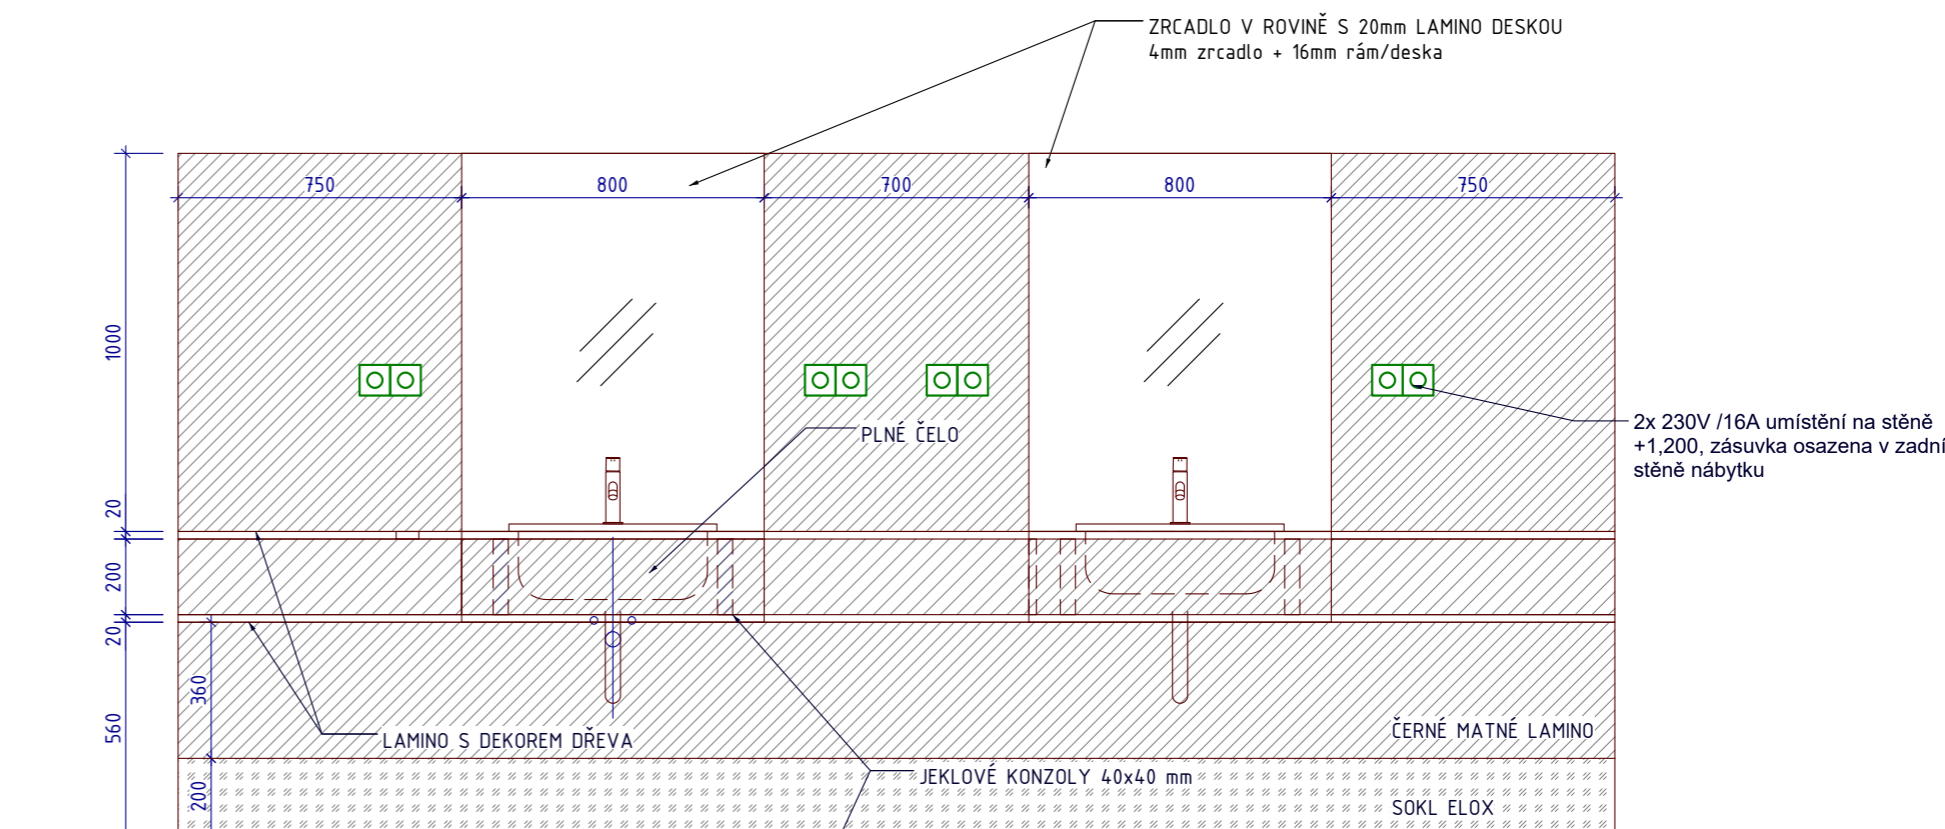 ZRCADLO V ROVINĚ S 20mm LAMINO DESKOU
4mm zrcadlo + 16mm rám/deska
750
800
700
800
750
1000
2x 230V /16A umístění na stěně
+1,200, zásuvka osazena v zadní
stěně nábytku
PLNÉ ČELO
20
200
20
360
560
LAMINO S DEKOREM DŘEVA
ČERNÉ MATNÉ LAMINO
JEKLOVÉ KONZOLY 40x40 mm
200
SOKL ELOX